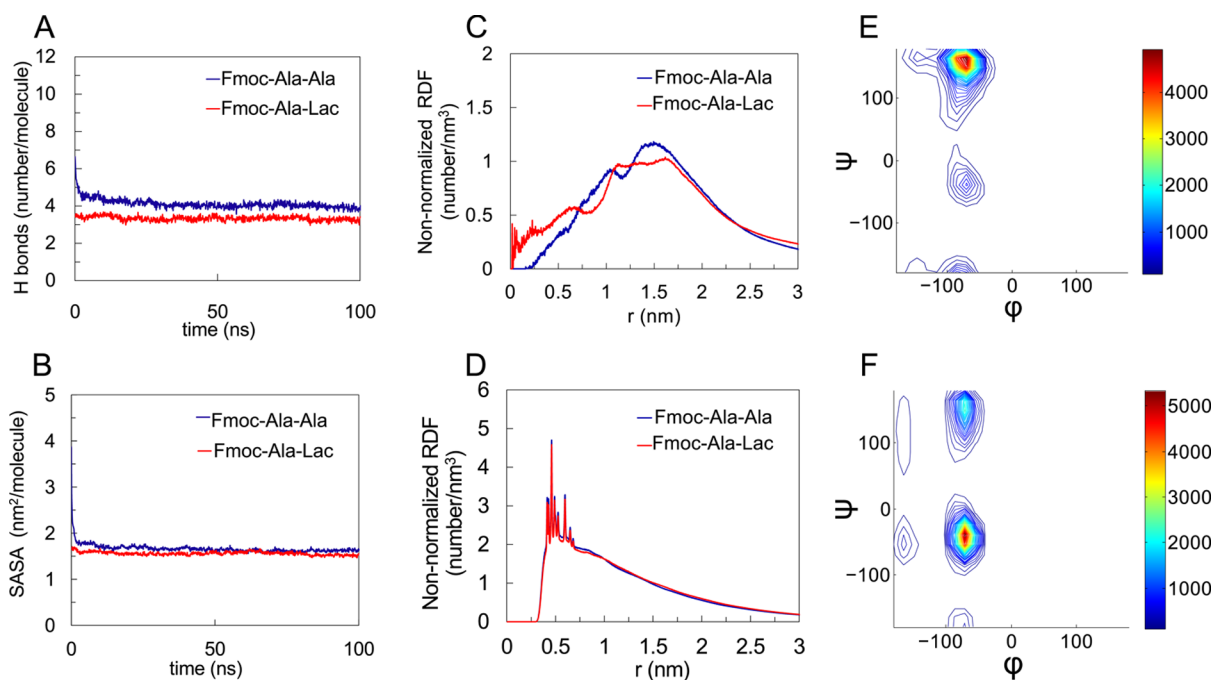 A
H bonds (number/molecule)
12
10
8
6
4
2
0
Fmoc-Ala-Ala
Fmoc-Ala-Lac
0
50
100
time (ns)
B
SASA (nm2/molecule)
5
4
3
2
1
0
Fmoc-Ala-Ala
Fmoc-Ala-Lac
0
50
100
time (ns)
C
Non-normalized RDF
(number/nm3)
2
1.5
1
0.5
0
Fmoc-Ala-Ala
Fmoc-Ala-Lac
0 0.5 1 1.5 2 2.5 3
r (nm)
D
Non-normalized RDF
(number/nm3)
6
5
4
3
2
1
0
Fmoc-Ala-Ala
Fmoc-Ala-Lac
0 0.5 1 1.5 2 2.5 3
r (nm)
E
ψ
100
0
−100
−100 0 100
φ
4000
3000
2000
1000
F
ψ
100
0
−100
−100 0 100
φ
5000
4000
3000
2000
1000